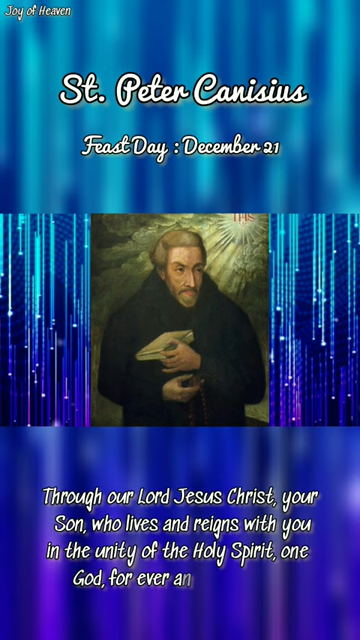 Joy of Heaven
St. Peter Canisius
Feast Day : December 21
Through our Lord Jesus Christ, your
Son, who lives and reigns with you
in the unity of the Holy Spirit, one
God, for ever an